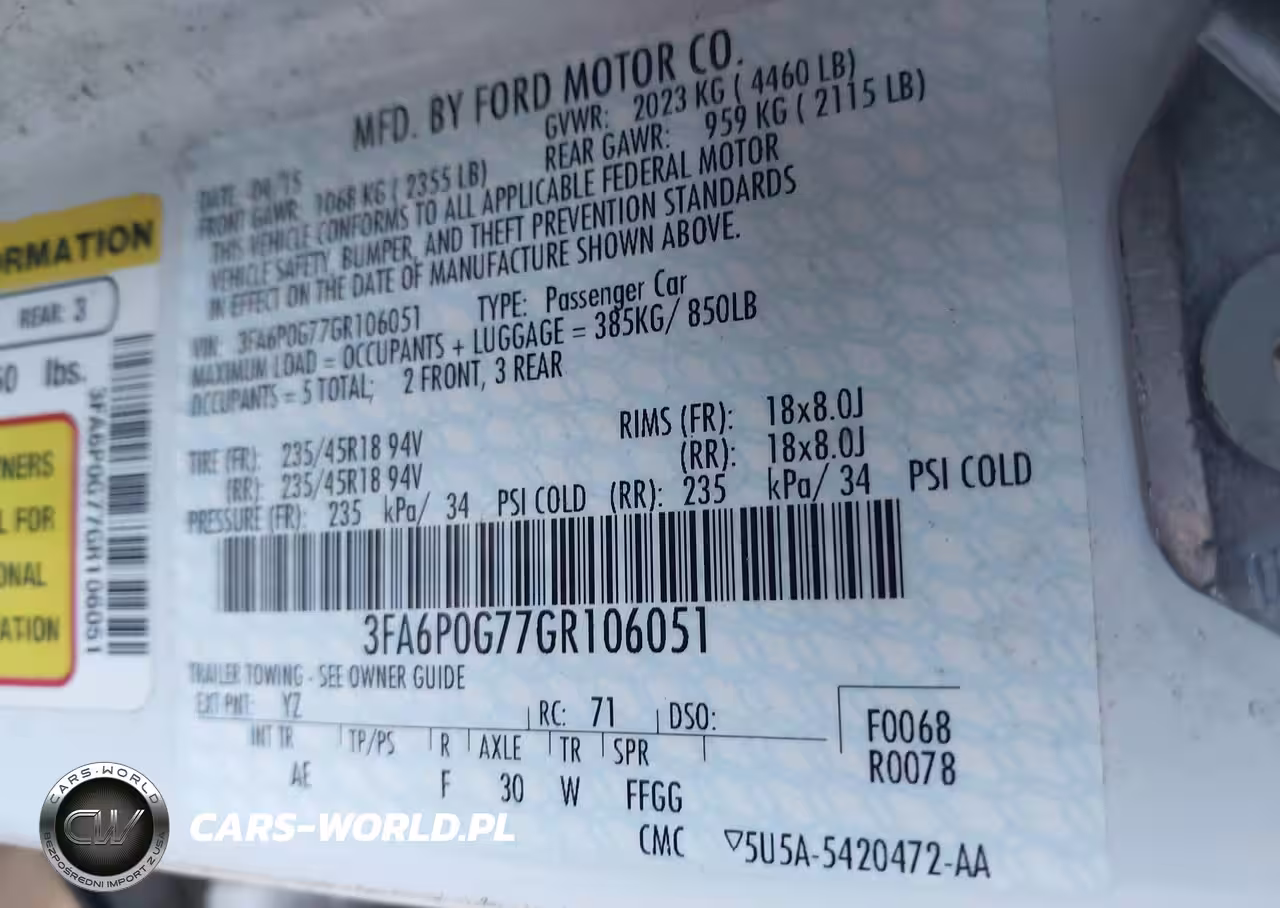 MFD. BY FORD MOTOR CO.
DATE: 09/15 GVWR: 2023 KG ( 4460 LB)
FRONT GAWR: 1068 KG ( 2355 LB) REAR GAWR: 959 KG ( 2115 LB)
THIS VEHICLE CONFORMS TO ALL APPLICABLE FEDERAL MOTOR
VEHICLE SAFETY, BUMPER, AND THEFT PREVENTION STANDARDS
IN EFFECT ON THE DATE OF MANUFACTURE SHOWN ABOVE.
VIN: 3FA6P0G77GR106051 TYPE: Passenger Car
MAXIMUM LOAD = OCCUPANTS + LUGGAGE = 385KG/ 850LB
OCCUPANTS = 5 TOTAL; 2 FRONT, 3 REAR
TIRE (FR): 235/45R18 94V RIMS (FR): 18x8.0J
(RR): 235/45R18 94V (RR): 18x8.0J
PRESSURE (FR): 235 kPa/ 34 PSI COLD (RR): 235 kPa/ 34 PSI COLD
3FA6P0G77GR106051
TRAILER TOWING - SEE OWNER GUIDE
EXT PNT: YZ RC: 71 DSO:
INT TR TP/PS R AXLE TR SPR
AE F 30 W FFGG
F0068
R0078
CMC ▽5U5A-5420472-AA
ORMATION
REAR: 3
50 lbs.
NERS
L FOR
ONAL
ATION
3FA6P0G77GR106051
CARS-WORLD
CW
BEZPOŚREDNI IMPORT Z USA
CARS-WORLD.PL